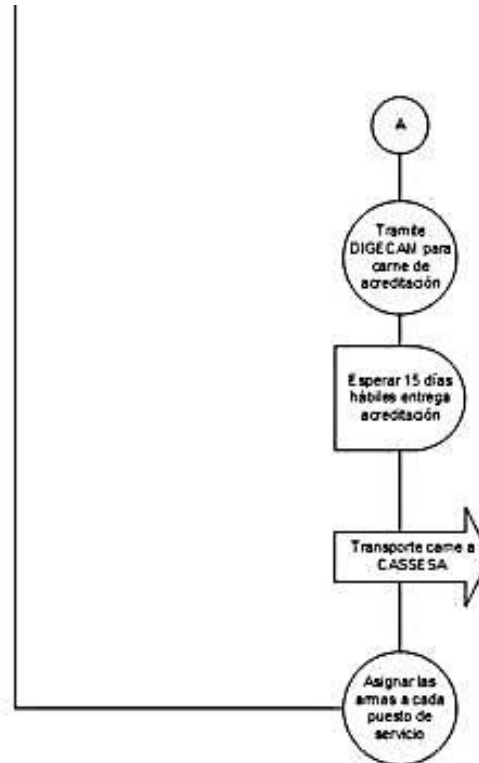 A
Tramite
DIGECAM para
carne de
acreditación
Esperar 15 días
hábiles entrega
acreditación
Transporte carne a
CASSESA
Asignar las
armas a cada
puesto de
servicio